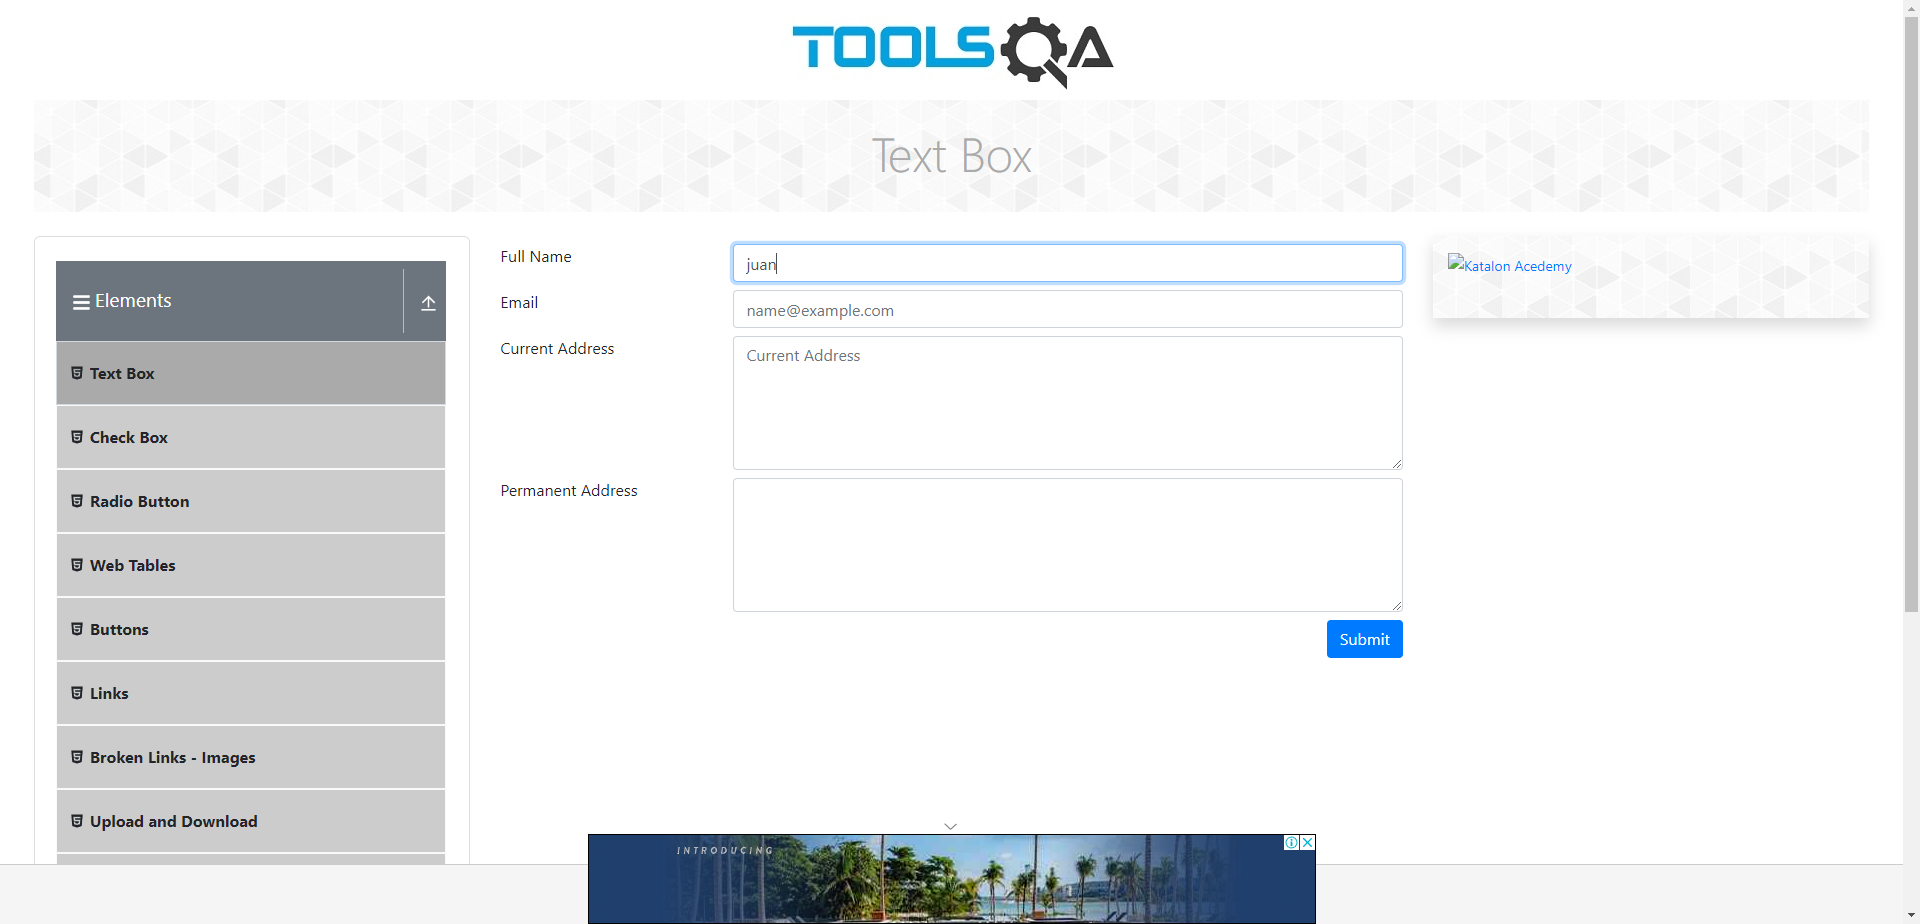 TOOLSQA
Text Box
Elements
Text Box
Check Box
Radio Button
Web Tables
Buttons
Links
Broken Links - Images
Upload and Download
Full Name
juan
Email
name@example.com
Current Address
Current Address
Permanent Address
Submit
Katalon Acedemy
INTRODUCING